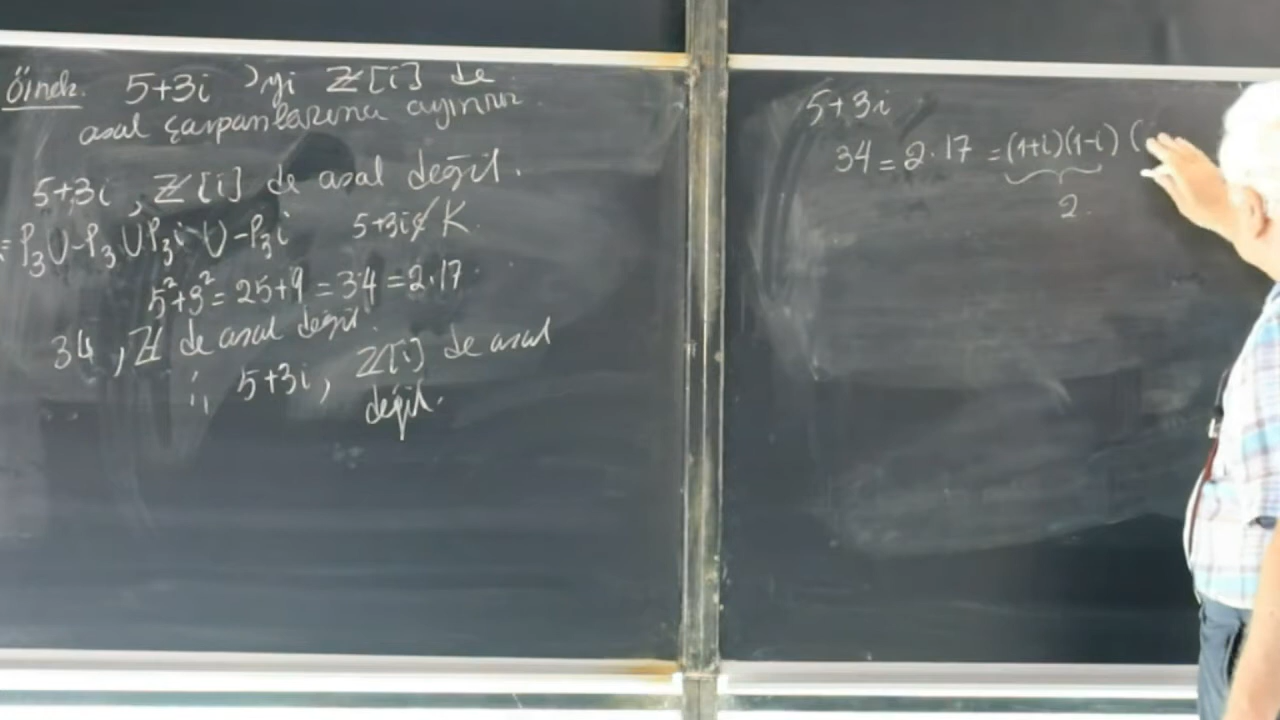 Örnek. 5+3i yi ℤ[i] de
asal çarpanlarına ayırınız.
5+3i, ℤ[i] de asal değil.
= P₃∪-P₃∪P₃i∪-P₃i 5+3i∉K.
5²+3²=25+9=34=2·17
34, ℤ de asal değil.
∴ 5+3i, ℤ[i] de asal
değil.
5+3i
34=2·17=(1+i)(1-i)(
2.